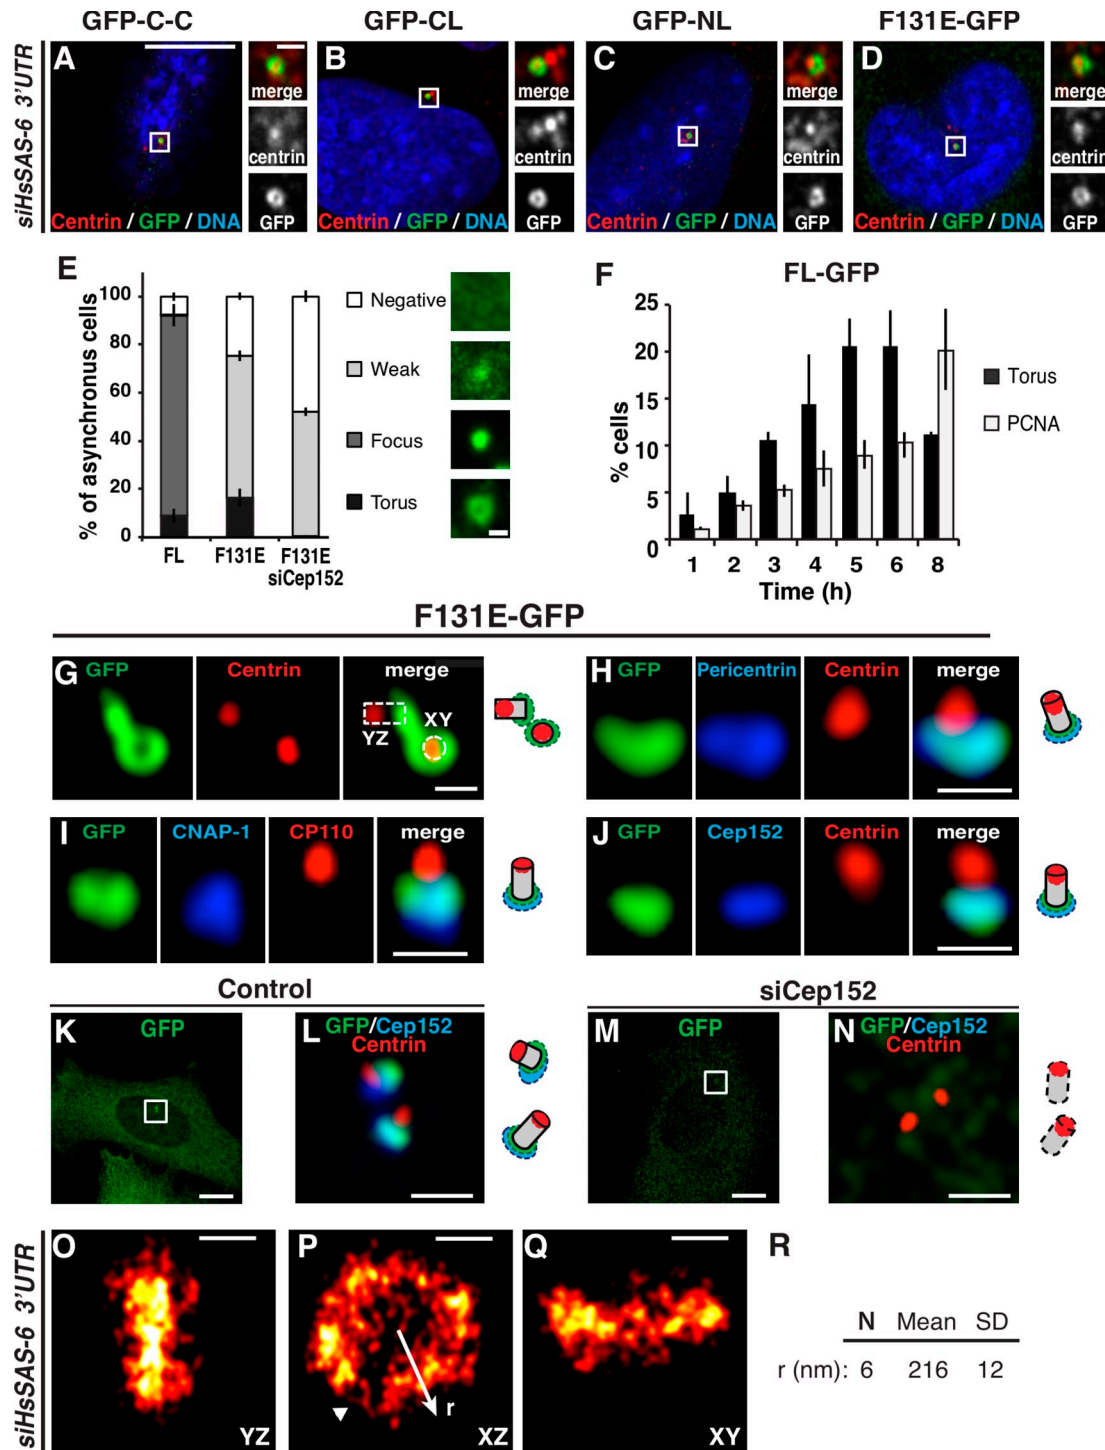 GFP-C-C GFP-CL GFP-NL F131E-GFP
siHsSAS-6 3'UTR
A B C D
merge merge merge merge
centrin centrin centrin centrin
Centrin / GFP / DNA GFP Centrin / GFP / DNA GFP Centrin / GFP / DNA GFP Centrin / GFP / DNA GFP
E
% of asynchronus cells
100
80
60
40
20
0
FL F131E F131E
siCep152
Negative
Weak
Focus
Torus
F
FL-GFP
% cells
25
20
15
10
5
0
1 2 3 4 5 6 8
Time (h)
Torus
PCNA
F131E-GFP
G GFP Centrin merge
XY
YZ
H GFP Pericentrin Centrin merge
I GFP CNAP-1 CP110 merge
J GFP Cep152 Centrin merge
Control
K GFP
L GFP/Cep152
Centrin
siCep152
M GFP
N GFP/Cep152
Centrin
siHsSAS-6 3'UTR
O YZ
P r XZ
Q XY
R
N Mean SD
r (nm): 6 216 12